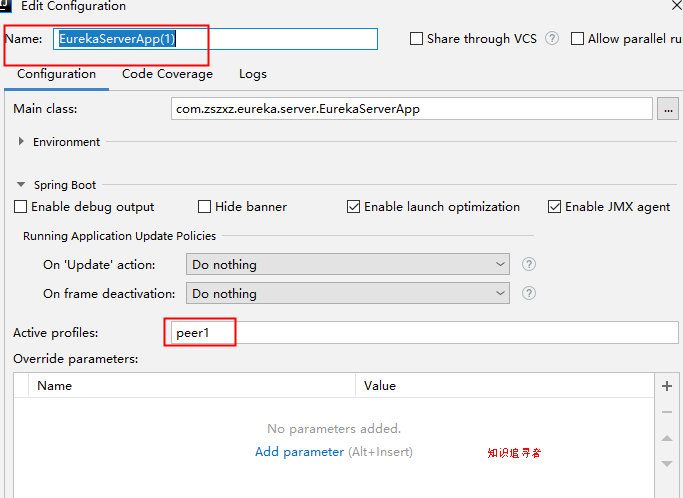 Edit Configuration
Name: EurekaServerApp(1) Share through VCS ? Allow parallel ru
Configuration Code Coverage Logs
Main class: com.zszxz.eureka.server.EurekaServerApp ...
Environment
Spring Boot
Enable debug output Hide banner Enable launch optimization Enable JMX agent
Running Application Update Policies
On 'Update' action: Do nothing ?
On frame deactivation: Do nothing ?
Active profiles: peer1
Override parameters:
Name Value
No parameters added.
Add parameter (Alt+Insert) 知识追寻者